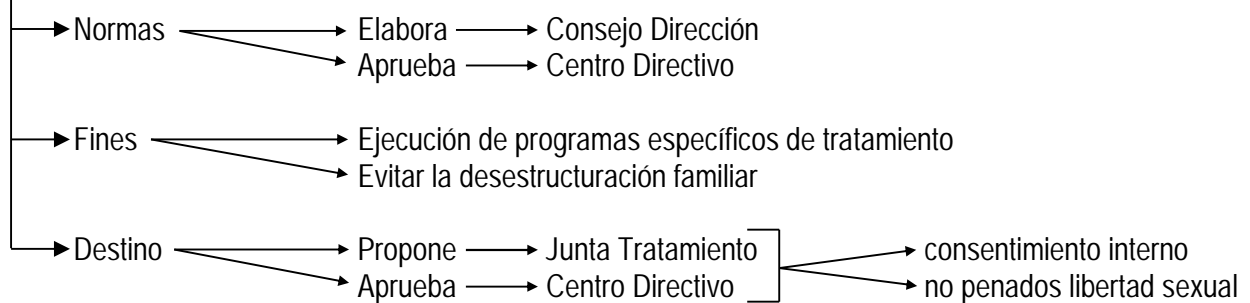 Normas Elabora Consejo Dirección
Aprueba Centro Directivo
Fines Ejecución de programas específicos de tratamiento
Evitar la desestructuración familiar
Destino Propone Junta Tratamiento consentimiento interno
Aprueba Centro Directivo no penados libertad sexual